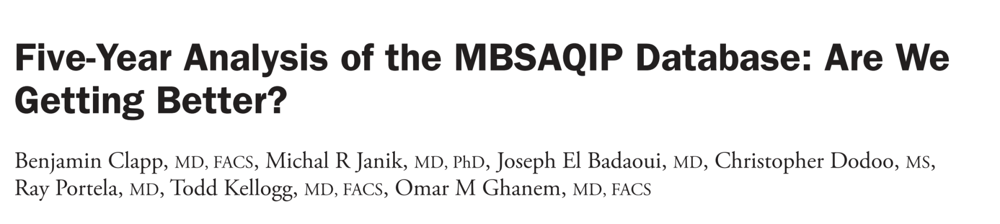 Five-Year Analysis of the MBSAQIP Database: Are We
Getting Better?
Benjamin Clapp, MD, FACS, Michal R Janik, MD, PhD, Joseph El Badaoui, MD, Christopher Dodoo, MS,
Ray Portela, MD, Todd Kellogg, MD, FACS, Omar M Ghanem, MD, FACS